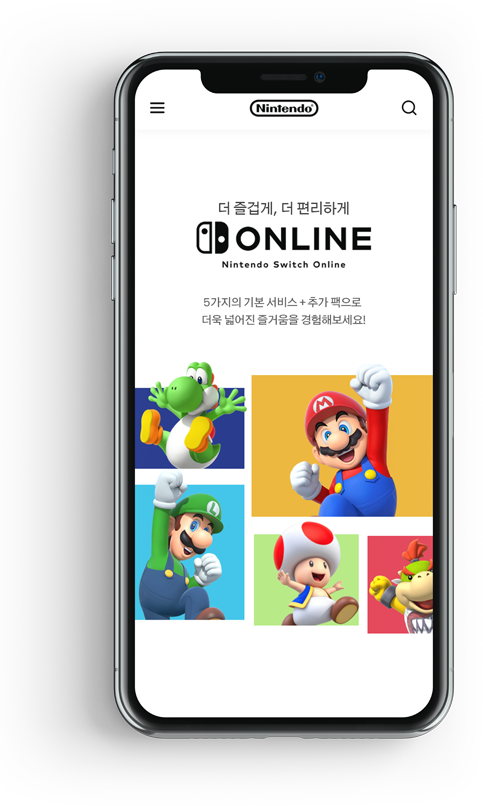 Nintendo
더 즐겁게, 더 편리하게
ONLINE
Nintendo Switch Online
5가지의 기본 서비스 + 추가 팩으로
더욱 넓어진 즐거움을 경험해보세요!
M
L